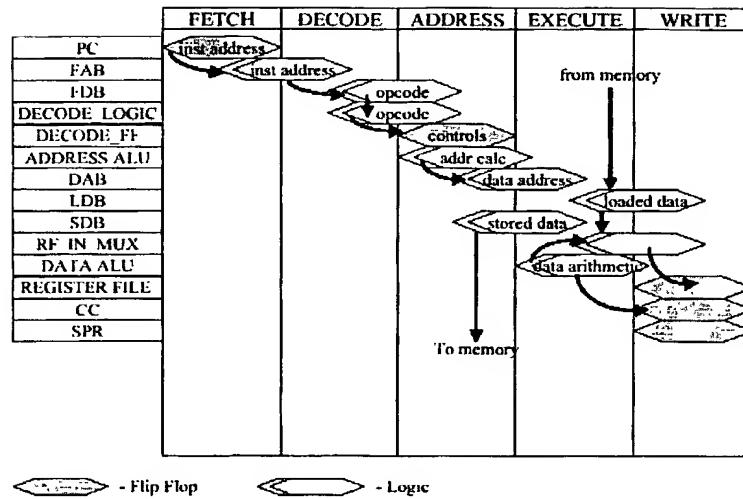 FETCH DECODE ADDRESS EXECUTE WRITE
PC inst address
FAB inst address from memory
FDB opcode
DECODE_LOGIC opcode
DECODE_FF controls
ADDRESS ALU addr calc
DAB data address
LDB loaded data
SDB stored data
RF_IN_MUX
DATA ALU data arithmetic
REGISTER FILE
CC
SPR To memory
- Flip Flop - Logic